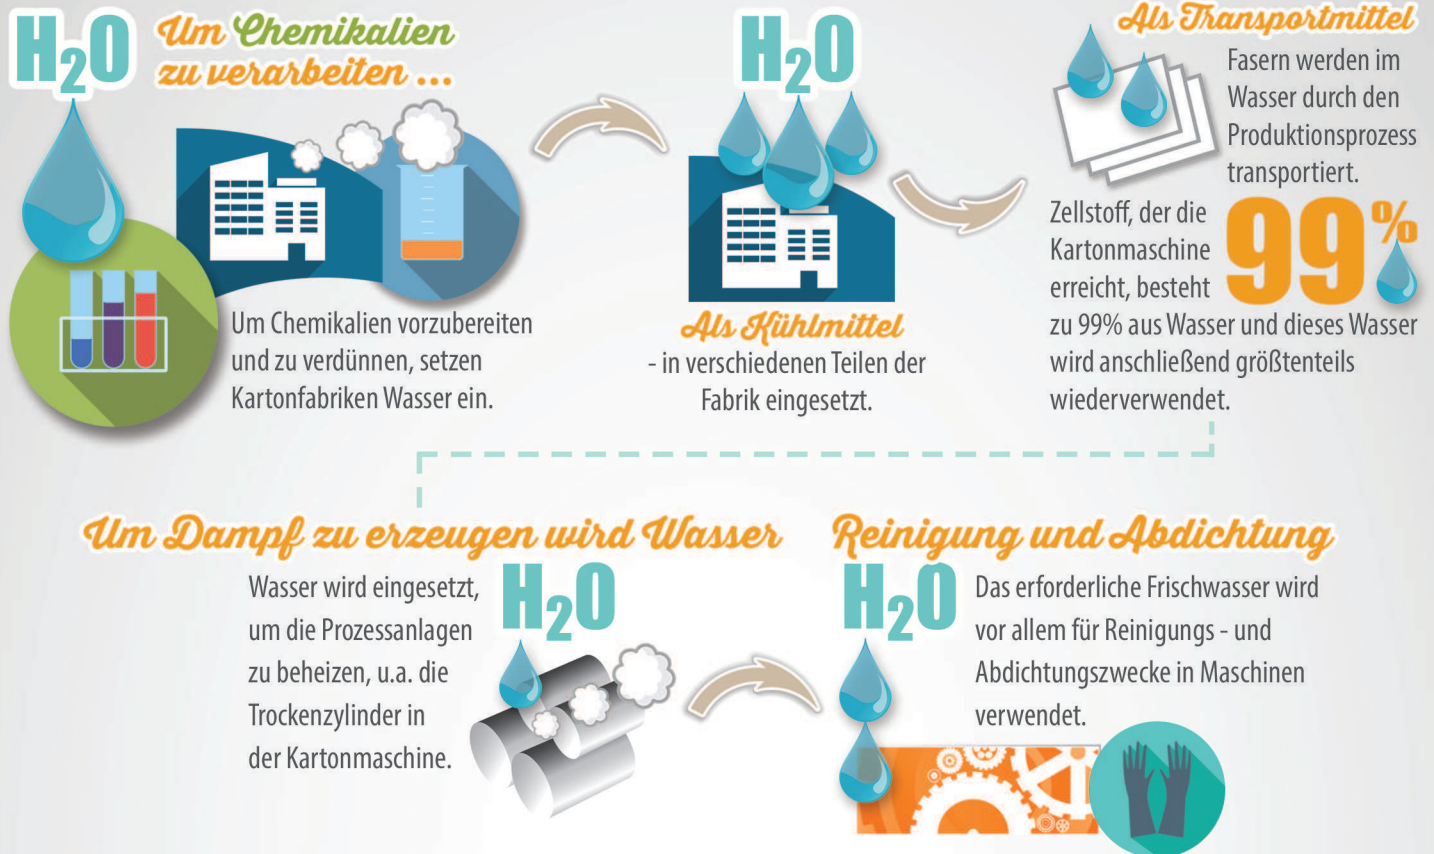 H2O
Um Chemikalien
zu verarbeiten ...
Um Chemikalien vorzubereiten
und zu verdünnen, setzen
Kartonfabriken Wasser ein.
H2O
Als Kühlmittel
- in verschiedenen Teilen der
Fabrik eingesetzt.
Als Transportmittel
Fasern werden im
Wasser durch den
Produktionsprozess
transportiert.
Zellstoff, der die
Kartonmaschine
erreicht, besteht
99%
zu 99% aus Wasser und dieses Wasser
wird anschließend größtenteils
wiederverwendet.
Um Dampf zu erzeugen wird Wasser
Wasser wird eingesetzt,
um die Prozessanlagen
zu beheizen, u.a. die
Trockenzylinder in
der Kartonmaschine.
H2O
Reinigung und Abdichtung
H2O
Das erforderliche Frischwasser wird
vor allem für Reinigungs - und
Abdichtungszwecke in Maschinen
verwendet.